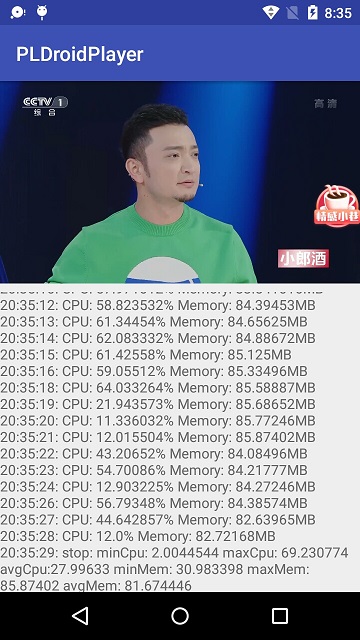 8:35
PLDroidPlayer
CCTV 1
综合
高清
情感小巷
小郎酒
20:35:12: CPU: 58.823532% Memory: 84.39453MB
20:35:13: CPU: 61.34454% Memory: 84.65625MB
20:35:14: CPU: 62.083332% Memory: 84.88672MB
20:35:15: CPU: 61.42558% Memory: 85.125MB
20:35:16: CPU: 59.05512% Memory: 85.33496MB
20:35:18: CPU: 64.033264% Memory: 85.58887MB
20:35:19: CPU: 21.943573% Memory: 85.68652MB
20:35:20: CPU: 11.336032% Memory: 85.77246MB
20:35:21: CPU: 12.015504% Memory: 85.87402MB
20:35:22: CPU: 43.20652% Memory: 84.08496MB
20:35:23: CPU: 54.70086% Memory: 84.21777MB
20:35:24: CPU: 12.903225% Memory: 84.27246MB
20:35:26: CPU: 56.79348% Memory: 84.38574MB
20:35:27: CPU: 44.642857% Memory: 82.63965MB
20:35:28: CPU: 12.0% Memory: 82.72168MB
20:35:29: stop: minCpu: 2.0044544 maxCpu: 69.230774
avgCpu:27.99633 minMem: 30.983398 maxMem:
85.87402 avgMem: 81.674446